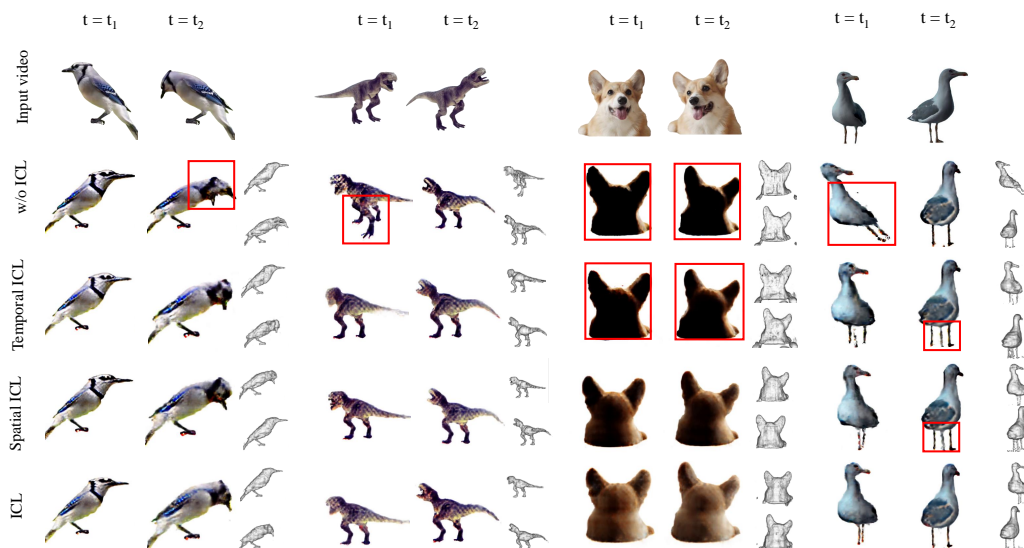 t = t1 t = t2 t = t1 t = t2 t = t1 t = t2 t = t1 t = t2
Input video
w/o ICL
Temporal ICL
Spatial ICL
ICL